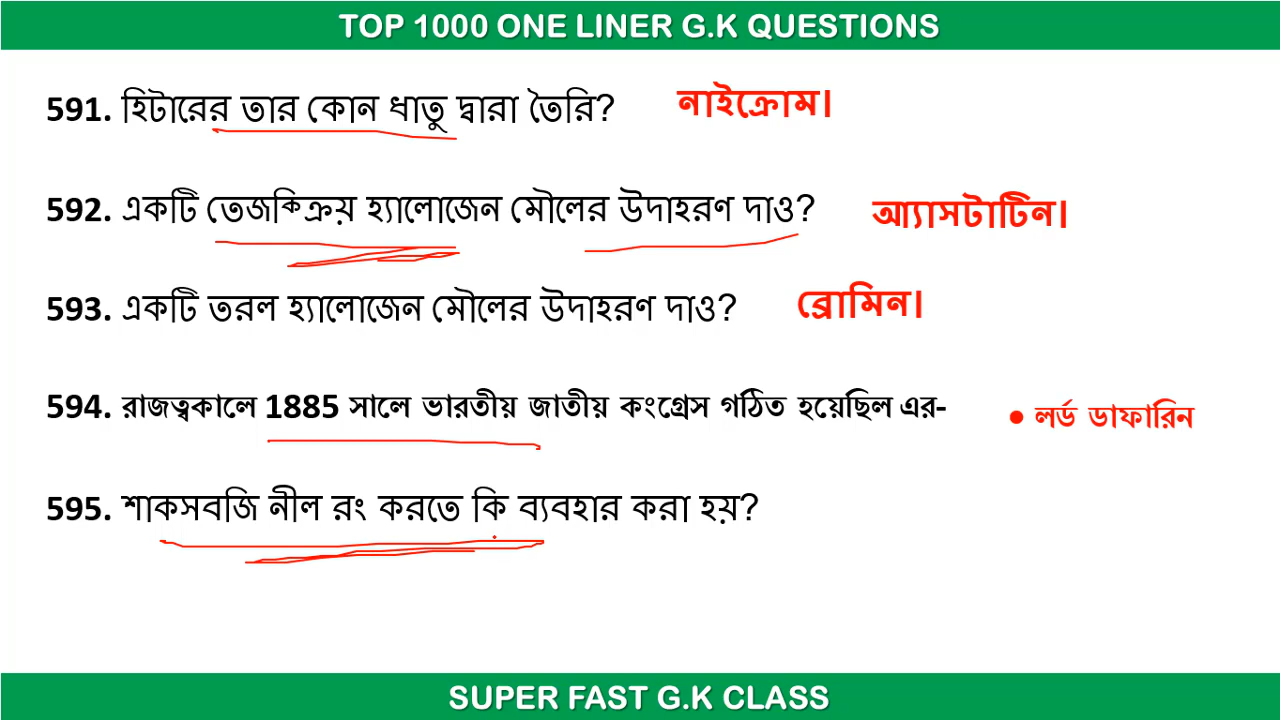 TOP 1000 ONE LINER G.K QUESTIONS
591. হিটারের তার কোন ধাতু দ্বারা তৈরি? নাইক্রোম।
592. একটি তেজষ্ক্রিয় হ্যালোজেন মৌলের উদাহরণ দাও? অ্যাসটাটিন।
593. একটি তরল হ্যালোজেন মৌলের উদাহরণ দাও? ব্রোমিন।
594. রাজত্বকালে 1885 সালে ভারতীয় জাতীয় কংগ্রেস গঠিত হয়েছিল এর- • লর্ড ডাফারিন
595. শাকসবজি নীল রং করতে কি ব্যবহার করা হয়?
SUPER FAST G.K CLASS